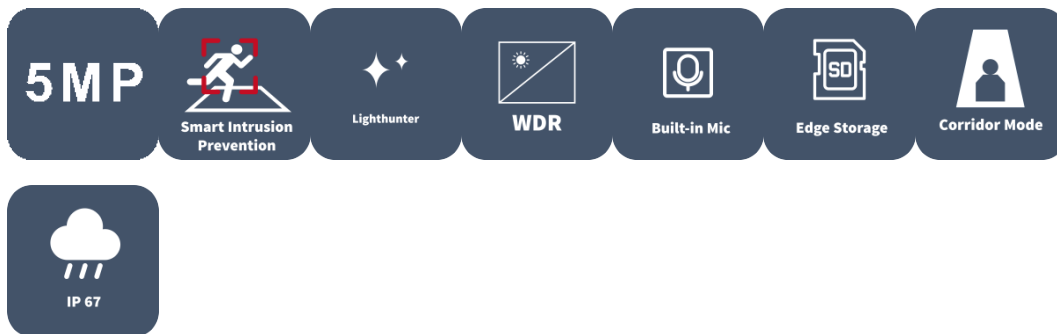 5MP
Smart Intrusion
Prevention
Lighthunter
WDR
Built-in Mic
SD
Edge Storage
Corridor Mode
IP 67